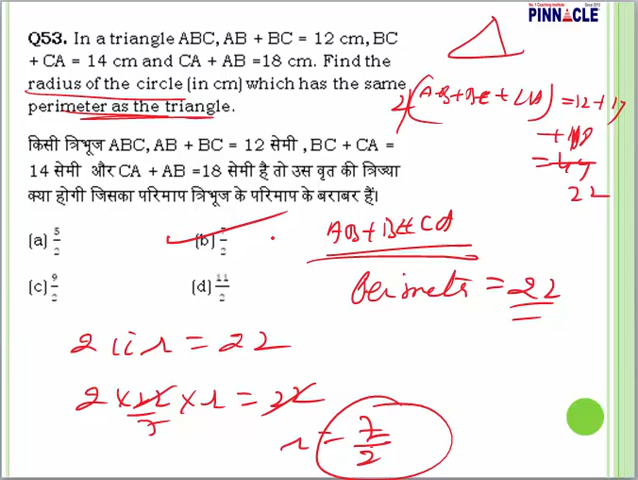 PINNACLE
Q53. In a triangle ABC, AB + BC = 12 cm, BC
+ CA = 14 cm and CA + AB =18 cm. Find the
radius of the circle (in cm) which has the same
perimeter as the triangle.
2(AB+BC+CA) = 12+14
+18
=44
22
किसी त्रिभूज ABC, AB + BC = 12 सेमी , BC + CA =
14 सेमी और CA + AB =18 सेमी है तो उस वृत की त्रिज्या
क्या होगी जिसका परिमाप त्रिभूज के परिमाप के बराबर हैं।
(a) 5/2 (b) 7/2
AB+BC+CA
(c) 9/2 (d) 11/2
Perimeter = 22
2πr = 22
2 × 22/7 × r = 22
r = 7/2